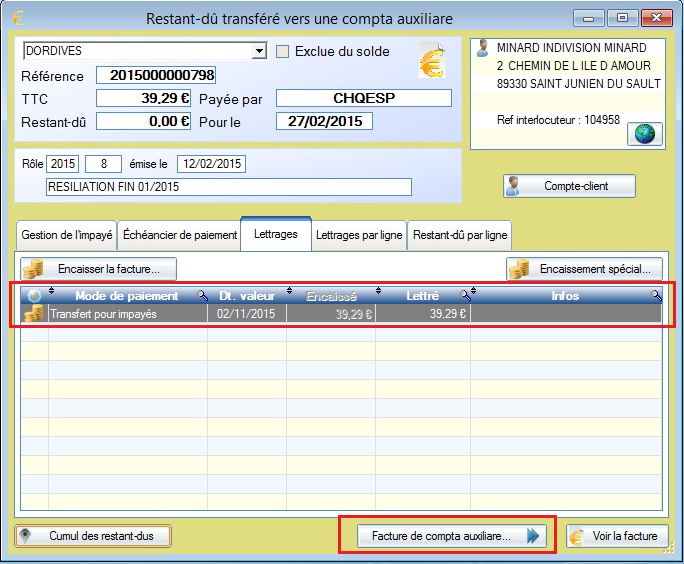 Restant-dû transféré vers une compta auxiliare
DORDIVES
Exclue du solde
Référence 2015000000798
TTC 39,29 € Payée par CHQESP
Restant-dû 0,00 € Pour le 27/02/2015
MINARD INDIVISION MINARD
2 CHEMIN DE L ILE D AMOUR
89330 SAINT JUNIEN DU SAULT
Ref interlocuteur : 104958
Rôle 2015 8 émise le 12/02/2015
RESILIATION FIN 01/2015
Compte-client
Gestion de l'impayé Échéancier de paiement Lettrages Lettrages par ligne Restant-dû par ligne
Encaisser la facture... Encaissement spécial...
Mode de paiement Dt. valeur Encaissé Lettré Infos
Transfert pour impayés 02/11/2015 39,29 € 39,29 €
Cumul des restant-dus Facture de compta auxiliare... Voir la facture